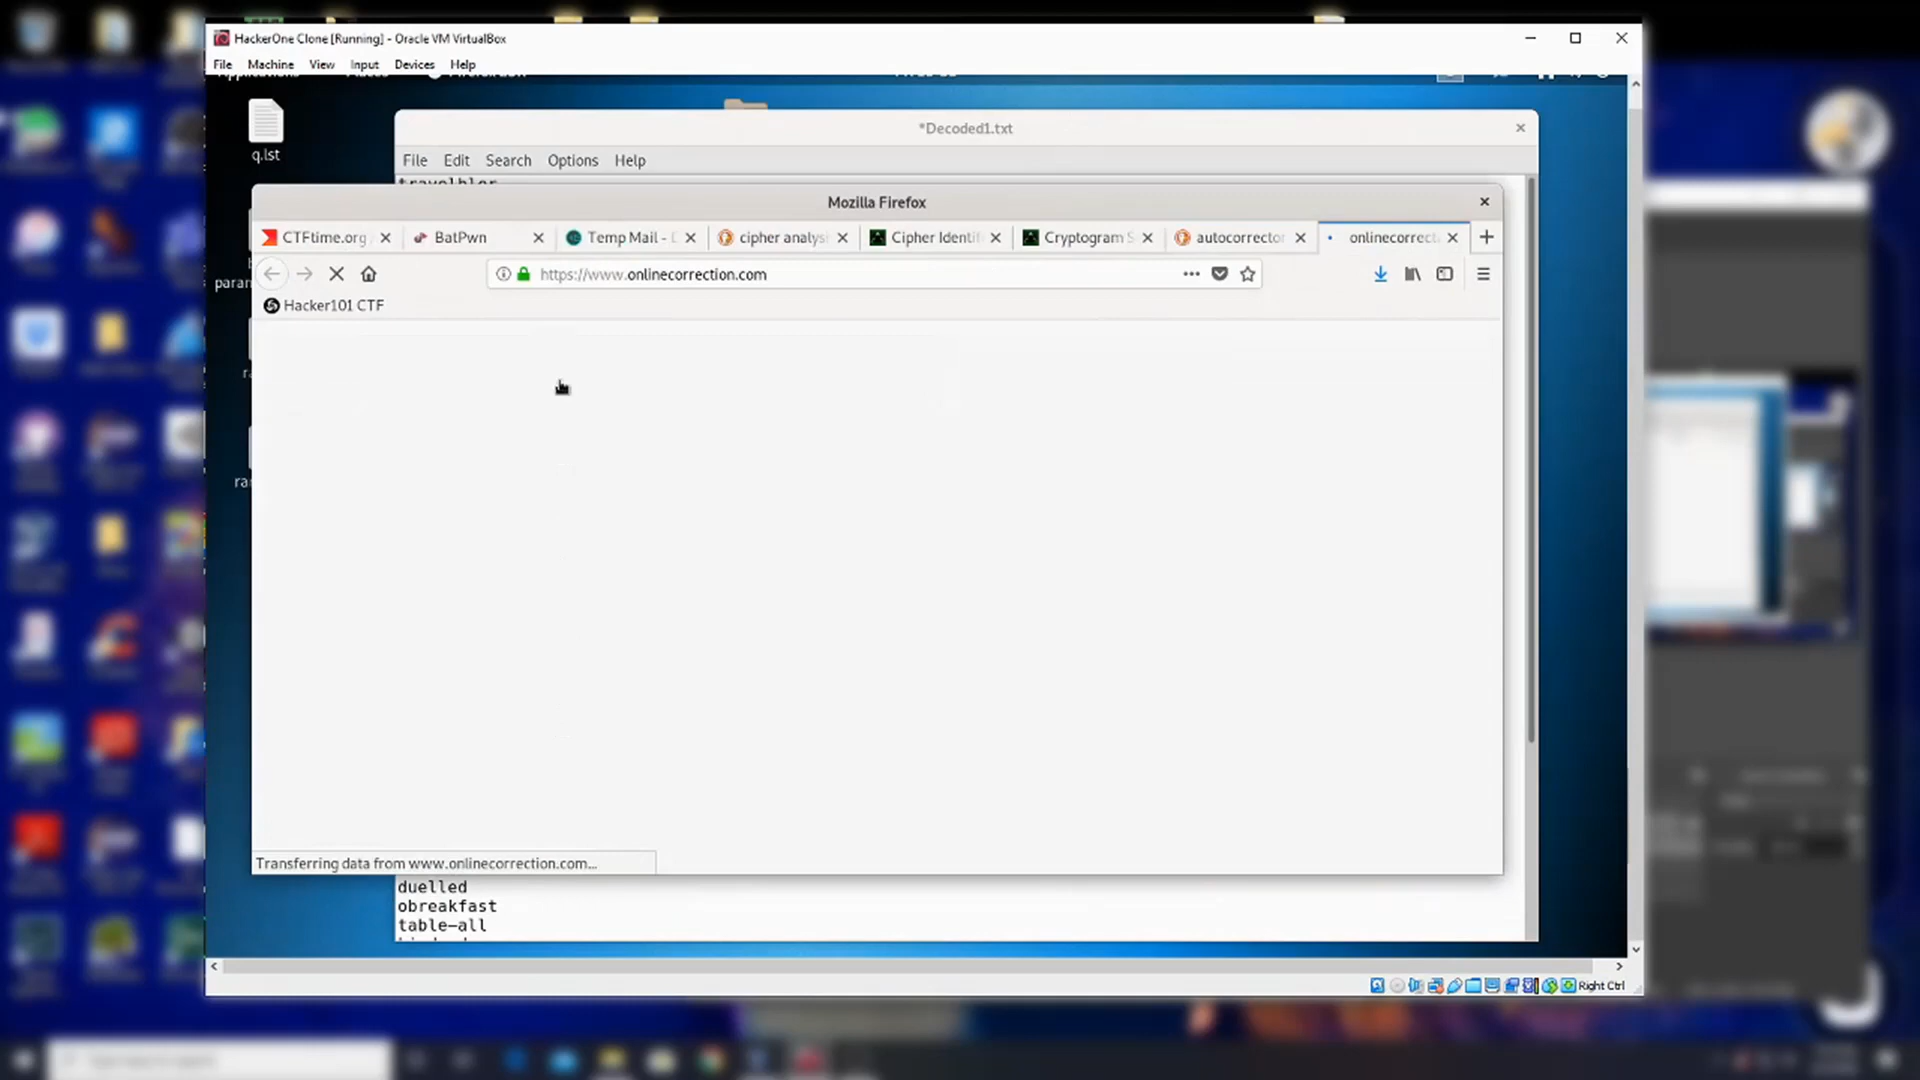 HackerOne Clone [Running] - Oracle VM VirtualBox
File Machine View Input Devices Help
q.lst
*Decoded1.txt
File Edit Search Options Help
Mozilla Firefox
CTFtime.org BatPwn Temp Mail - cipher analys Cipher Identif Cryptogram S autocorrector onlinecorrect
https://www.onlinecorrection.com
Hacker101 CTF
param
Transferring data from www.onlinecorrection.com...
duelled
obreakfast
table-all
Right Ctrl